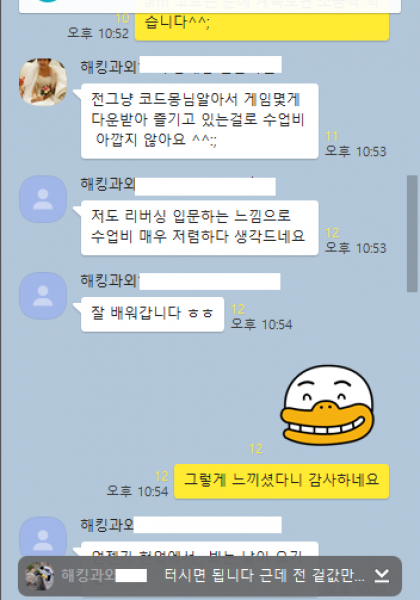 습니다^^;
10
오후 10:52
해킹과외
전그냥 코드몽님알아서 게임몇게
다운받아 즐기고 있는걸로 수업비
아깝지 않아요 ^^;;
11
오후 10:53
해킹과외
저도 리버싱 입문하는 느낌으로
수업비 매우 저렴하다 생각드네요
12
오후 10:53
해킹과외
잘 배워갑니다 ㅎㅎ
12
오후 10:54
12
그렇게 느끼셨다니 감사하네요
12
오후 10:54
해킹과외
해킹과외 터시면 됩니다 근데 전 겉값만...